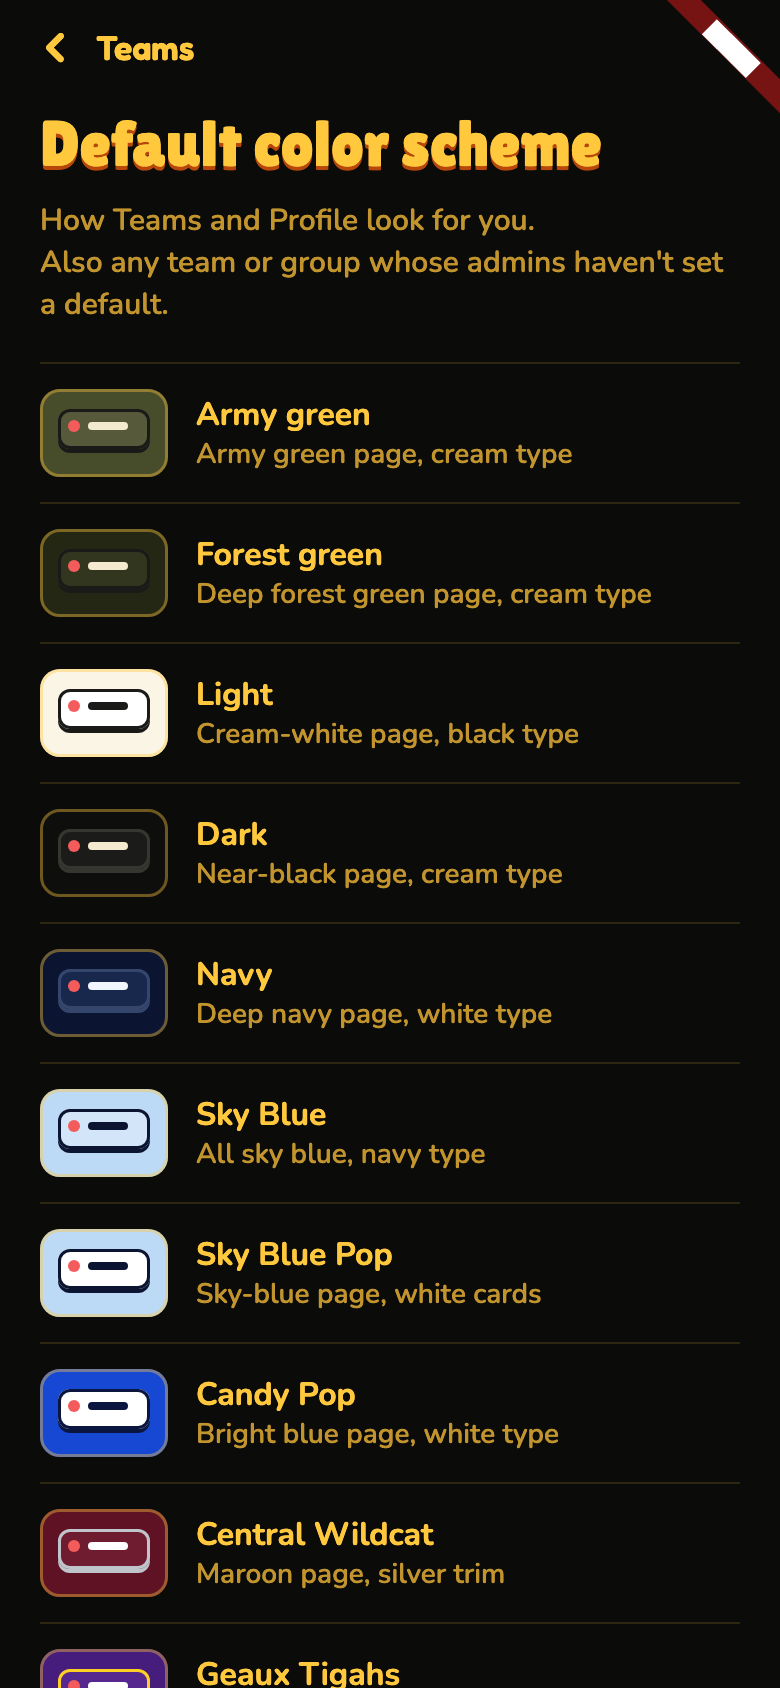 Teams
Default color scheme
How Teams and Profile look for you.
Also any team or group whose admins haven't set
a default.
Army green
Army green page, cream type
Forest green
Deep forest green page, cream type
Light
Cream-white page, black type
Dark
Near-black page, cream type
Navy
Deep navy page, white type
Sky Blue
All sky blue, navy type
Sky Blue Pop
Sky-blue page, white cards
Candy Pop
Bright blue page, white type
Central Wildcat
Maroon page, silver trim
Geaux Tigahs